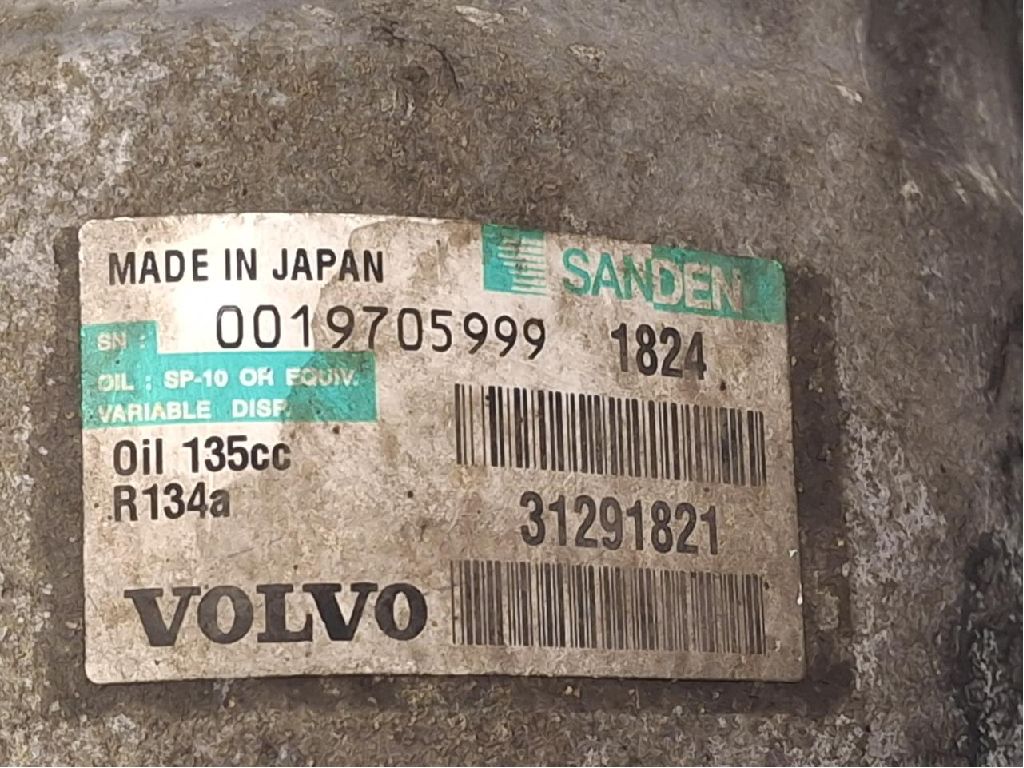 MADE IN JAPAN
SANDEN
SN : 0019705999 1824
OIL : SP-10 OR EQUIV.
VARIABLE DISP.
Oil 135cc
R134a
31291821
VOLVO